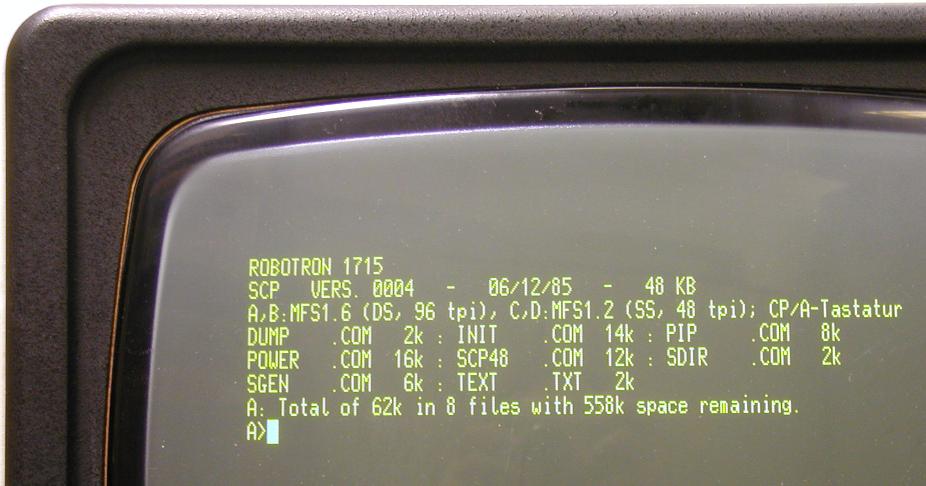 ROBOTRON 1715
SCP   VERS. 0004   -   06/12/85   -   48 KB
A,B:MFS1.6 (DS, 96 tpi), C,D:MFS1.2 (SS, 48 tpi); CP/A-Tastatur
DUMP    .COM   2k : INIT    .COM  14k : PIP     .COM   8k
POWER   .COM  16k : SCP48   .COM  12k : SDIR    .COM   2k
SGEN    .COM   6k : TEXT    .TXT   2k
A: Total of 62k in 8 files with 558k space remaining.
A>